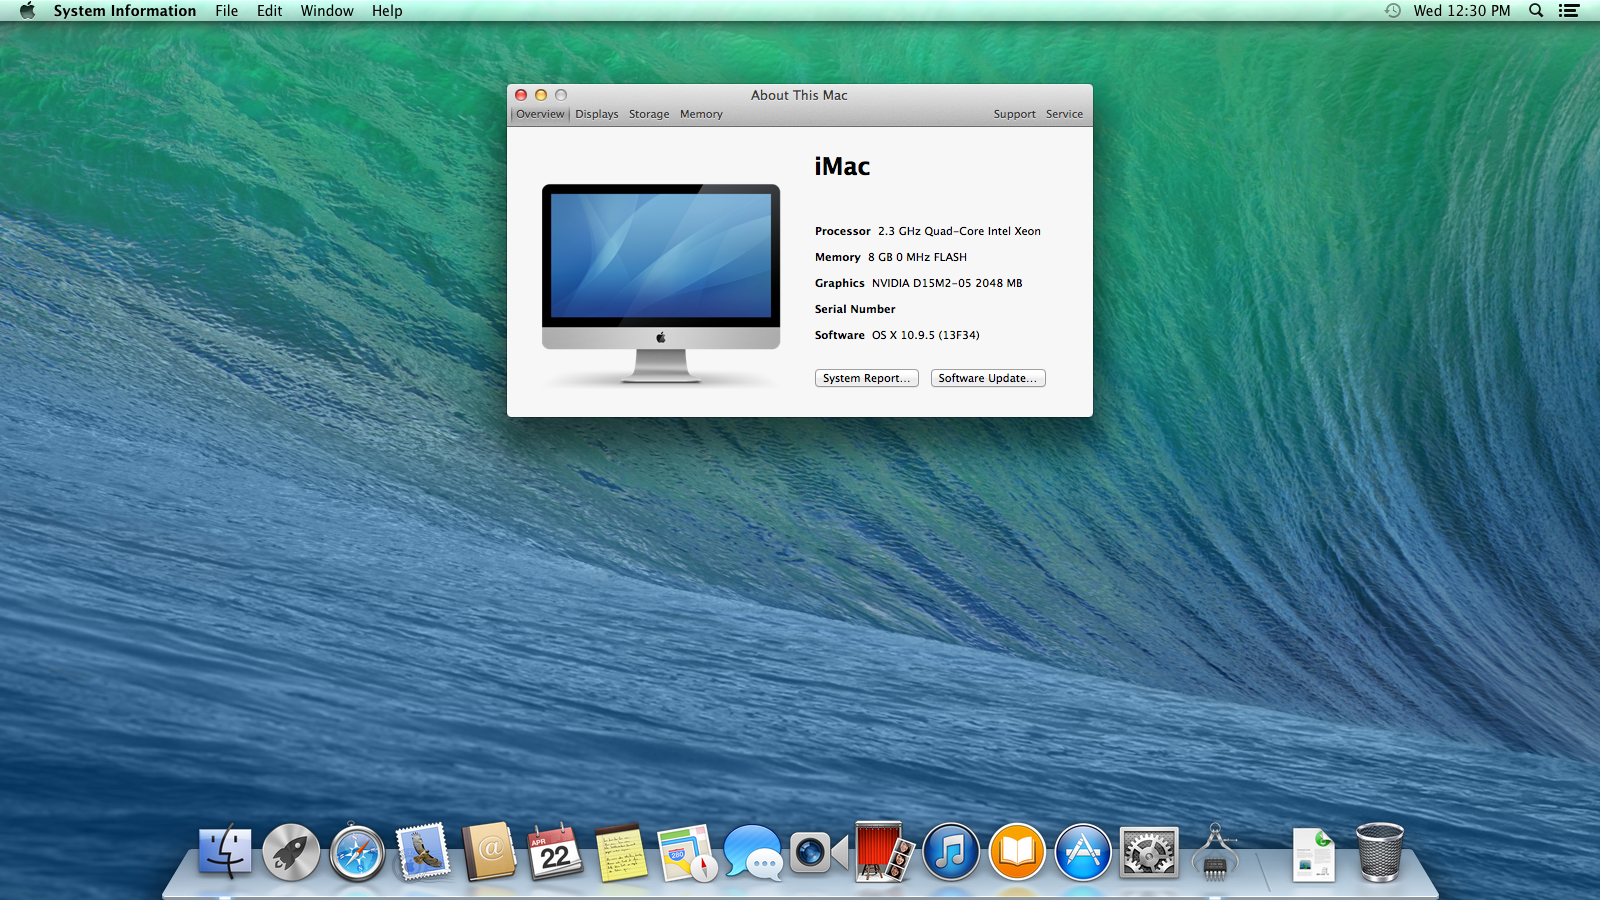 System Information File Edit Window Help Wed 12:30 PM
About This Mac
Overview Displays Storage Memory Support Service
iMac
Processor 2.3 GHz Quad-Core Intel Xeon
Memory 8 GB 0 MHz FLASH
Graphics NVIDIA D15M2-05 2048 MB
Serial Number
Software OS X 10.9.5 (13F34)
System Report... Software Update...
APR
22
@
280